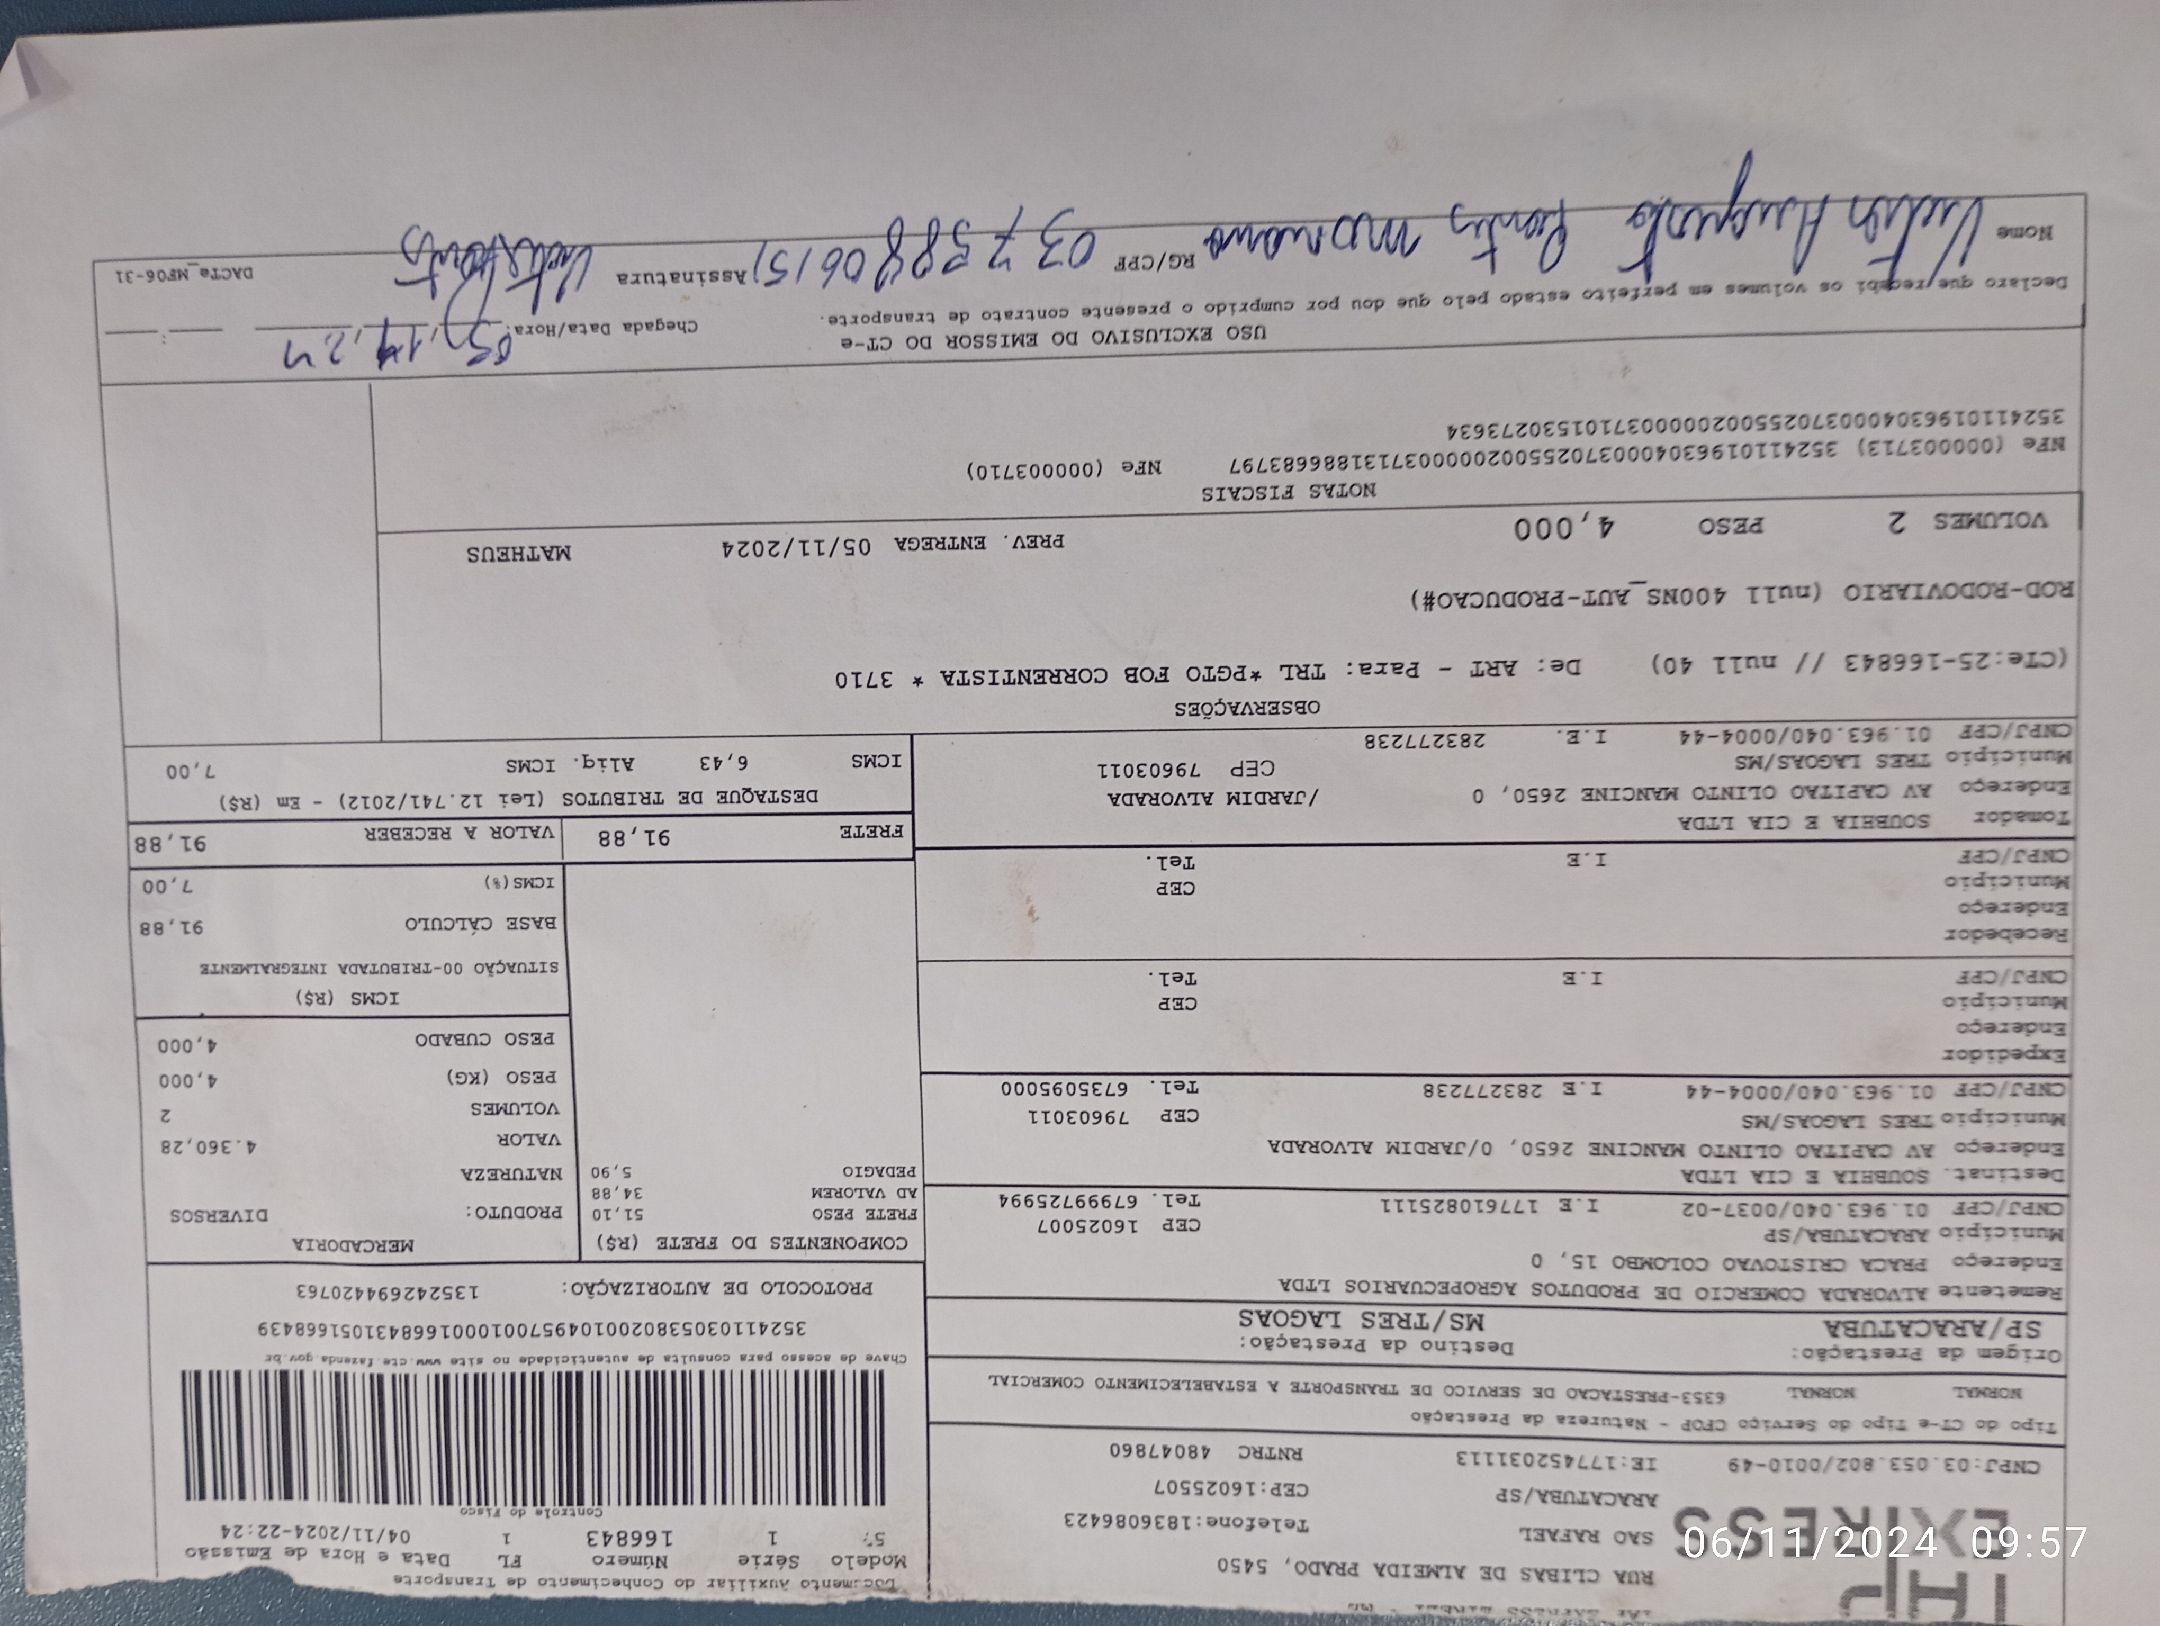 EXPRESS
RUA CLIBAS DE ALMEIDA PRADO, 5450
SAO RAFAEL Telefone:1836086423
ARACATUBA/SP CEP:16025507
CNPJ:03.053.802/0010-49 IE:177452031113 RNTRC 48047860
Documento Auxiliar do Conhecimento de Transporte
Modelo Série Número FL Data e Hora de Emissão
57 1 166843 1 04/11/2024-22:24
Controle do Fisco
Chave de acesso para consulta de autenticidade no site www.cte.fazenda.gov.br
35241103053802001049570010001668431051668439
PROTOCOLO DE AUTORIZAÇÃO: 135242694420763
Tipo do CT-e Tipo do Serviço CFOP - Natureza da Prestação
NORMAL NORMAL 6353-PRESTACAO DE SERVICO DE TRANSPORTE A ESTABELECIMENTO COMERCIAL
Origem da Prestação: Destino da Prestação:
SP/ARACATUBA MS/TRES LAGOAS
Remetente ALVORADA COMERCIO DE PRODUTOS AGROPECUARIOS LTDA
Endereço PRACA CRISTOVAO COLOMBO 15, 0
Município ARACATUBA/SP CEP 16025007
CNPJ/CPF 01.963.040/0037-02 I.E 177610825111 Tel. 67999725994
Destinat. SOUBHIA E CIA LTDA
Endereço AV CAPITAO OLINTO MANCINE 2650, 0/JARDIM ALVORADA
Município TRES LAGOAS/MS CEP 79603011
CNPJ/CPF 01.963.040/0004-44 I.E 283277238 Tel. 6735095000
Expedidor
Endereço
Município CEP
CNPJ/CPF I.E Tel.
Recebedor
Endereço
Município CEP
CNPJ/CPF I.E Tel.
Tomador SOUBHIA E CIA LTDA
Endereço AV CAPITAO OLINTO MANCINE 2650, 0 /JARDIM ALVORADA
Município TRES LAGOAS/MS CEP 79603011
CNPJ/CPF 01.963.040/0004-44 I.E. 283277238
COMPONENTES DO FRETE (R$)
FRETE PESO 51,10
AD VALOREM 34,88
PEDAGIO 5,90
MERCADORIA
PRODUTO: DIVERSOS
NATUREZA
VALOR 4.360,28
VOLUMES 2
PESO (KG) 4,000
PESO CUBADO 4,000
ICMS (R$)
SITUAÇÃO 00-TRIBUTADA INTEGRALMENTE
BASE CÁLCULO 91,88
ICMS(%) 7,00
FRETE 91,88 VALOR A RECEBER 91,88
DESTAQUE DE TRIBUTOS (Lei 12.741/2012) - Em (R$)
ICMS 6,43 Aliq. ICMS 7,00
OBSERVAÇÕES
(CTe:25-166843 // null 40) De: ART - Para: TRL *PGTO FOB CORRENTISTA * 3710
ROD-RODOVIARIO (null 400NS_AUT-PRODUCAO#)
VOLUMES 2 PESO 4,000 PREV. ENTREGA 05/11/2024 MATHEUS
NOTAS FISCAIS
NFe (000003713) 35241101963040003702550020000037131886683797 NFe (000003710)
35241101963040003702550020000037101530273634
USO EXCLUSIVO DO EMISSOR DO CT-e Chegada Data/Hora:
Declaro que recebi os volumes em perfeito estado pelo que dou por cumprido o presente contrato de transporte.
Nome Victor Augusto Pontes RG/CPF Assinatura DACTe_MF06-31
06/11/2024 09:57